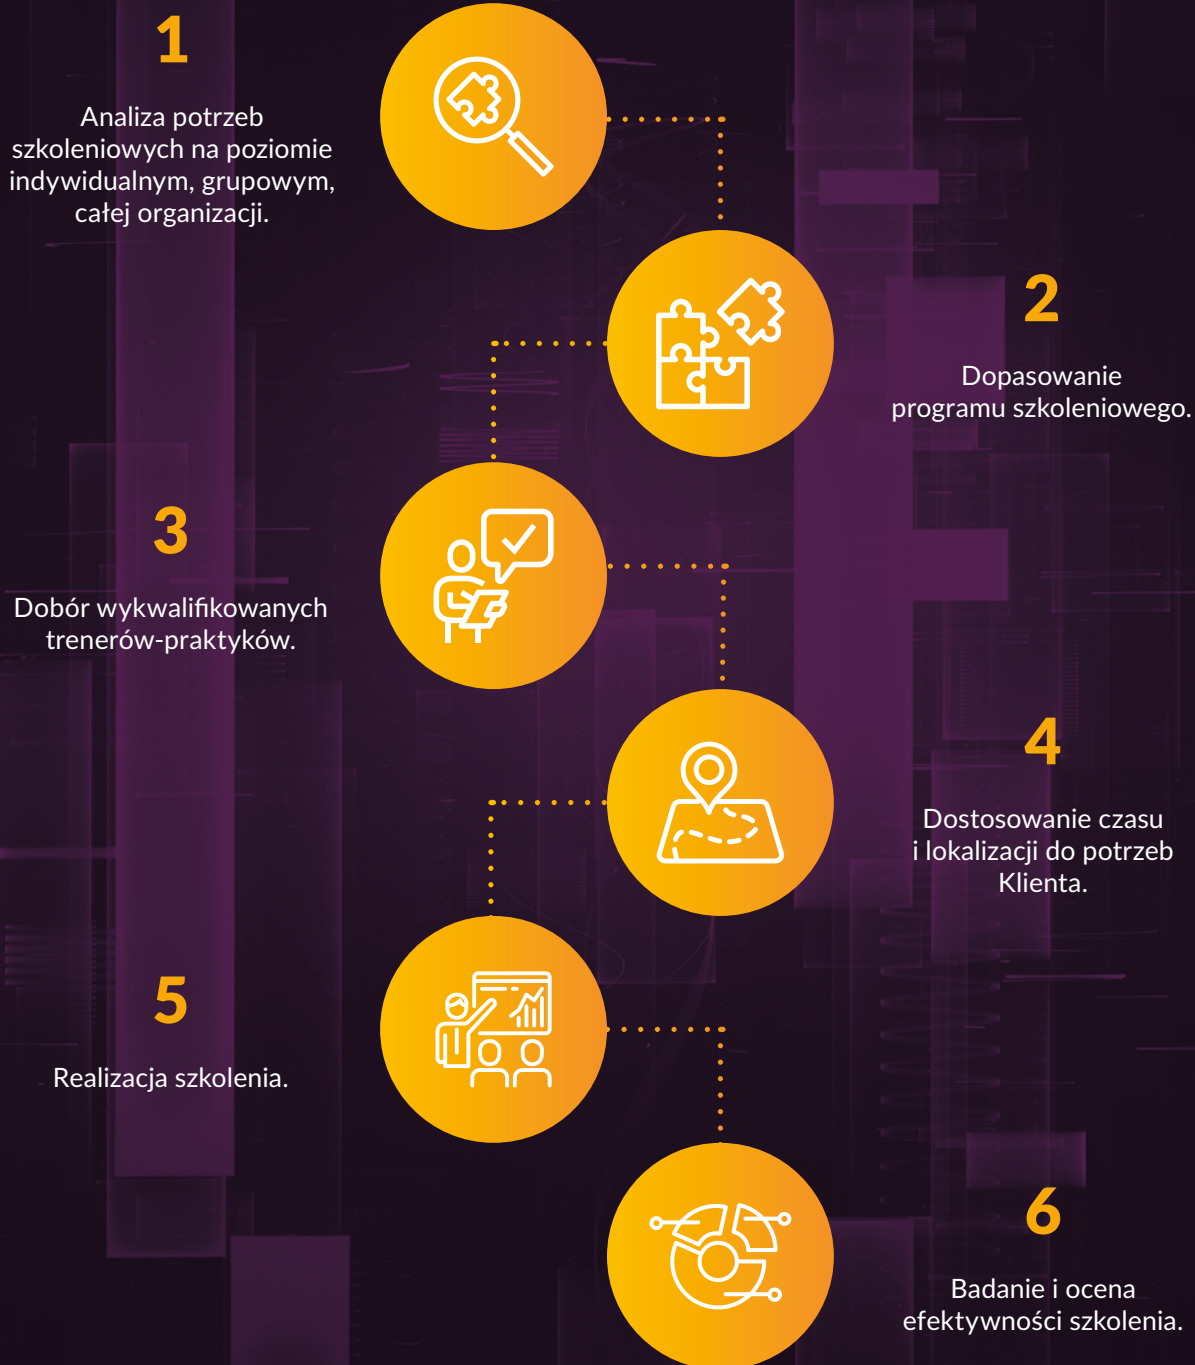 1
Analiza potrzeb
szkoleniowych na poziomie
indywidualnym, grupowym,
całej organizacji.
2
Dopasowanie
programu szkoleniowego.
3
Dobór wykwalifikowanych
trenerów-praktyków.
4
Dostosowanie czasu
i lokalizacji do potrzeb
Klienta.
5
Realizacja szkolenia.
6
Badanie i ocena
efektywności szkolenia.